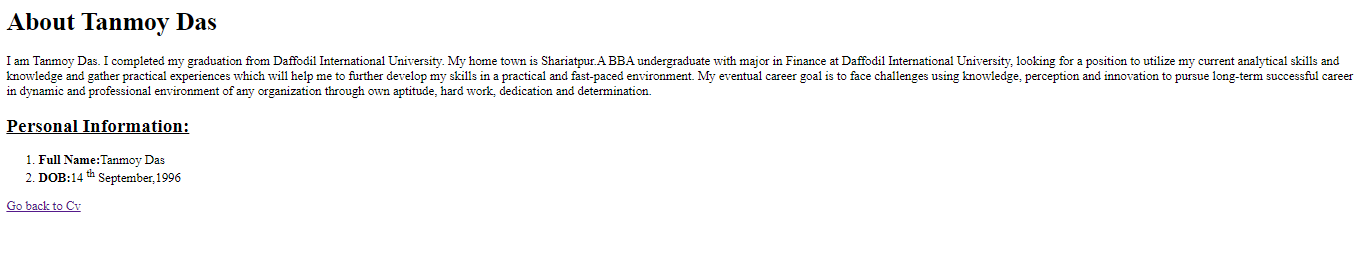 About Tanmoy Das
I am Tanmoy Das. I completed my graduation from Daffodil International University. My home town is Shariatpur.A BBA undergraduate with major in Finance at Daffodil International University, looking for a position to utilize my current analytical skills and
knowledge and gather practical experiences which will help me to further develop my skills in a practical and fast-paced environment. My eventual career goal is to face challenges using knowledge, perception and innovation to pursue long-term successful career
in dynamic and professional environment of any organization through own aptitude, hard work, dedication and determination.
Personal Information:
1. Full Name:Tanmoy Das
2. DOB:14 th September,1996
Go back to Cv